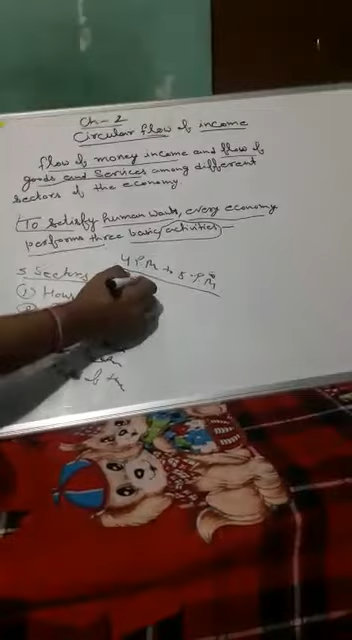 Ch-2
Circular flow of income
flow of money income and flow of
goods and services among different
sectors of the economy
To satisfy human wants, every economy
performs three basic activities-
4 P.M to 5 P.M
5 Sectors
① Hou
②